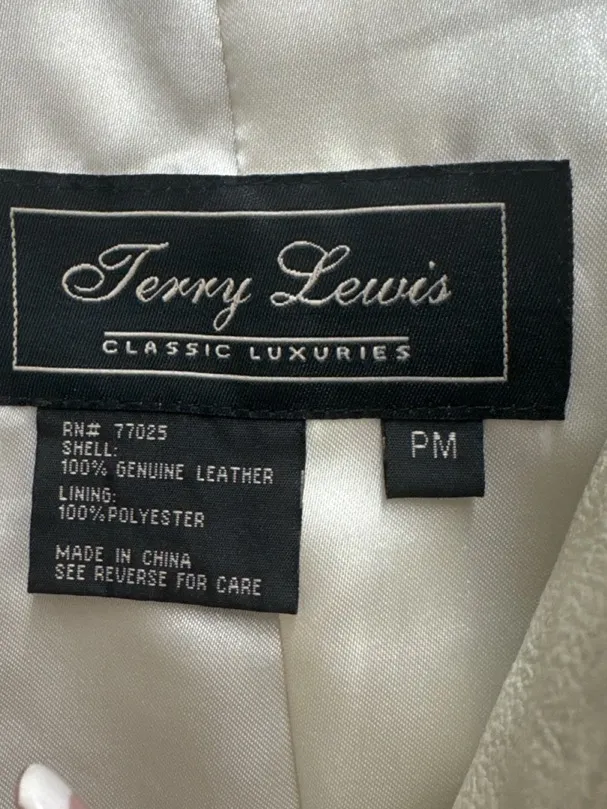 Terry Lewis
CLASSIC LUXURIES
RN# 77025
SHELL:
100% GENUINE LEATHER
LINING:
100%POLYESTER
MADE IN CHINA
SEE REVERSE FOR CARE
PM